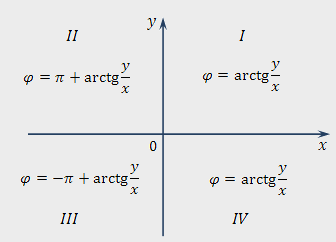 y
II
I
φ = π + arctg y/x
φ = arctg y/x
0
x
φ = −π + arctg y/x
φ = arctg y/x
III
IV